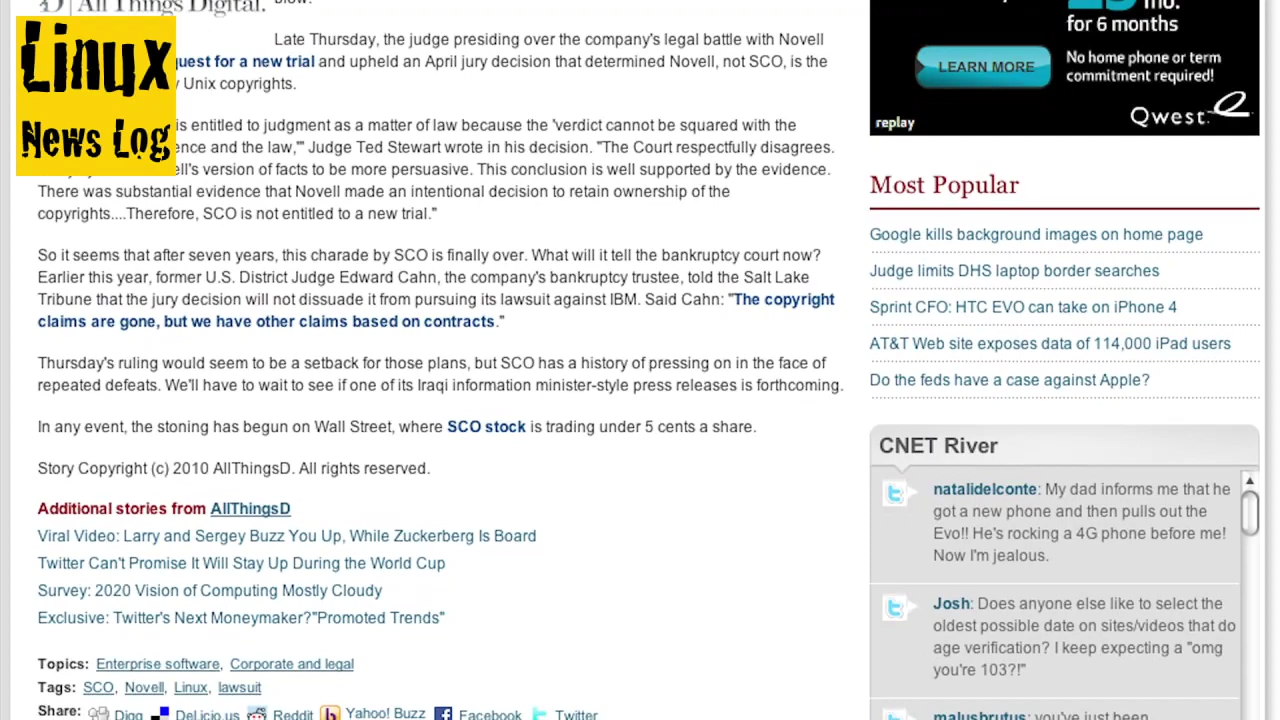 All Things Digital.
blow.
Linux
News Log
Late Thursday, the judge presiding over the company's legal battle with Novell
quest for a new trial and upheld an April jury decision that determined Novell, not SCO, is the
Unix copyrights.
is entitled to judgment as a matter of law because the 'verdict cannot be squared with the
ence and the law,'" Judge Ted Stewart wrote in his decision. "The Court respectfully disagrees.
ell's version of facts to be more persuasive. This conclusion is well supported by the evidence.
There was substantial evidence that Novell made an intentional decision to retain ownership of the
copyrights....Therefore, SCO is not entitled to a new trial."
So it seems that after seven years, this charade by SCO is finally over. What will it tell the bankruptcy court now?
Earlier this year, former U.S. District Judge Edward Cahn, the company's bankruptcy trustee, told the Salt Lake
Tribune that the jury decision will not dissuade it from pursuing its lawsuit against IBM. Said Cahn: "The copyright
claims are gone, but we have other claims based on contracts."
Thursday's ruling would seem to be a setback for those plans, but SCO has a history of pressing on in the face of
repeated defeats. We'll have to wait to see if one of its Iraqi information minister-style press releases is forthcoming.
In any event, the stoning has begun on Wall Street, where SCO stock is trading under 5 cents a share.
Story Copyright (c) 2010 AllThingsD. All rights reserved.
Additional stories from AllThingsD
Viral Video: Larry and Sergey Buzz You Up, While Zuckerberg Is Board
Twitter Can't Promise It Will Stay Up During the World Cup
Survey: 2020 Vision of Computing Mostly Cloudy
Exclusive: Twitter's Next Moneymaker?"Promoted Trends"
Topics: Enterprise software, Corporate and legal
Tags: SCO, Novell, Linux, lawsuit
Share: Digg Del.icio.us Reddit Yahoo! Buzz Facebook Twitter
mo.
for 6 months
LEARN MORE
No home phone or term
commitment required!
Qwest.
replay
Most Popular
Google kills background images on home page
Judge limits DHS laptop border searches
Sprint CFO: HTC EVO can take on iPhone 4
AT&T Web site exposes data of 114,000 iPad users
Do the feds have a case against Apple?
CNET River
natalidelconte: My dad informs me that he
got a new phone and then pulls out the
Evo!! He's rocking a 4G phone before me!
Now I'm jealous.
Josh: Does anyone else like to select the
oldest possible date on sites/videos that do
age verification? I keep expecting a "omg
you're 103?!"
malusbrutus: you've just been